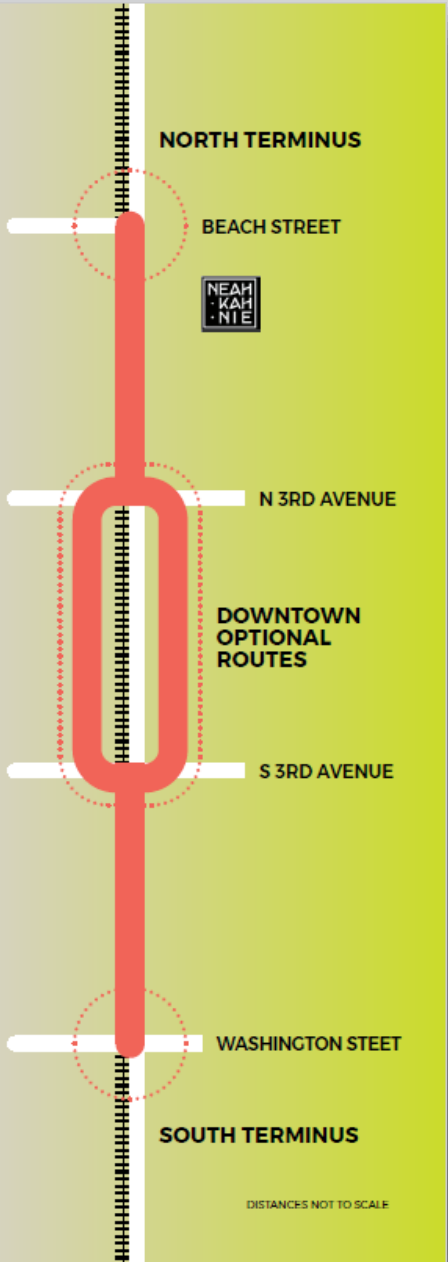 NORTH TERMINUS
BEACH STREET
NEAH
·KAH
·NIE
N 3RD AVENUE
DOWNTOWN
OPTIONAL
ROUTES
S 3RD AVENUE
WASHINGTON STEET
SOUTH TERMINUS
DISTANCES NOT TO SCALE